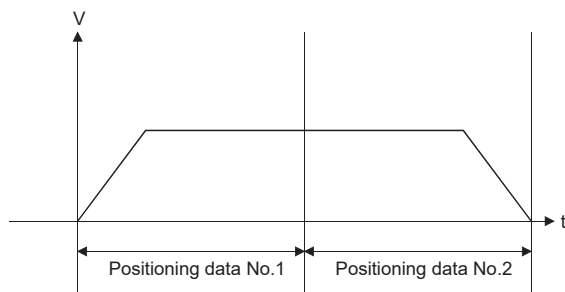 V
t
Positioning data No.1
Positioning data No.2